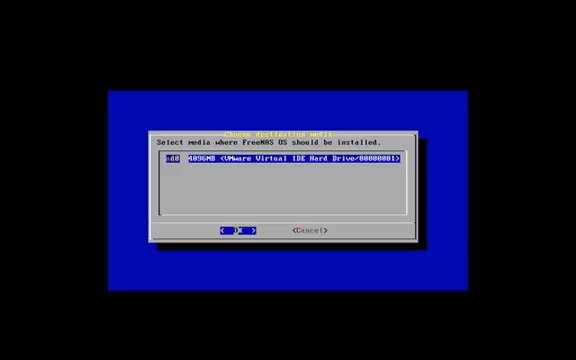 Choose destination media
Select media where FreeNAS OS should be installed.
ad0 4096MB <VMware Virtual IDE Hard Drive/00000001>
< OK > <Cancel>